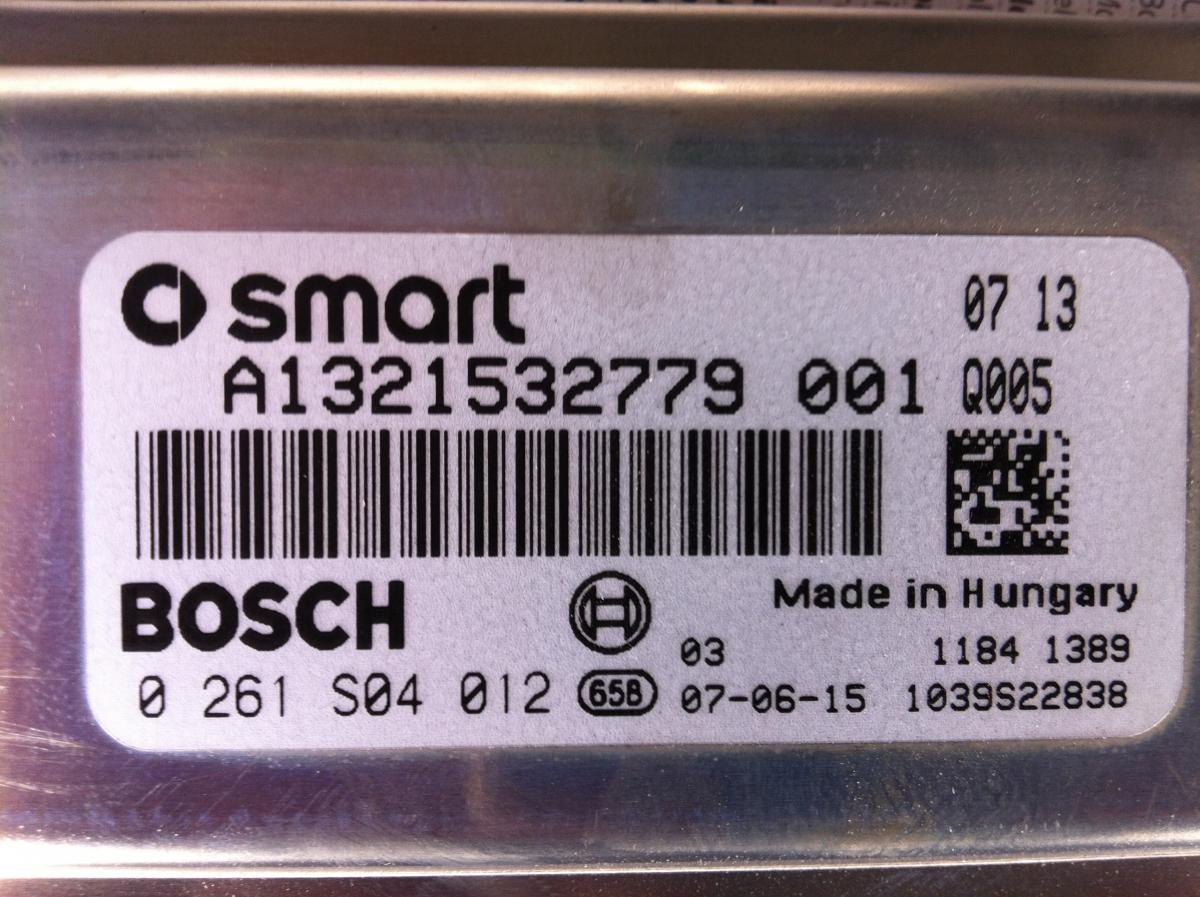 smart 07 13
A1321532779 001 Q005
BOSCH Made in Hungary
03 1184 1389
0 261 S04 012 65B 07-06-15 1039S22838